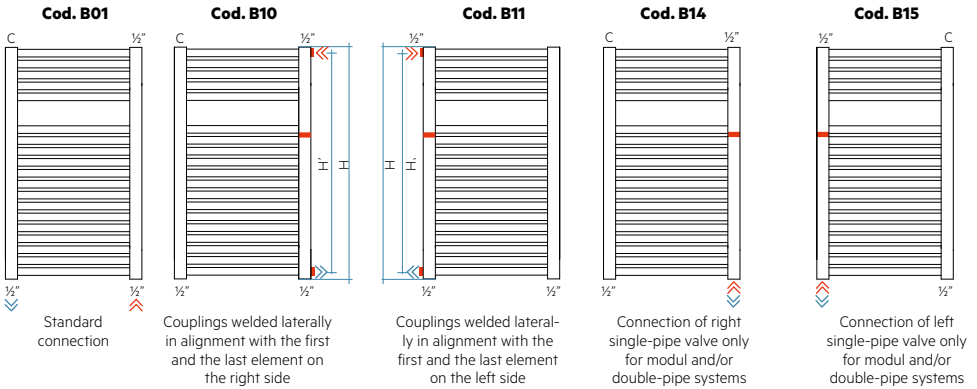 Cod. B01
Cod. B10
Cod. B11
Cod. B14
Cod. B15
C ½”
C ½”
½” C
C ½”
½” C
H' H
H H'
½” ½”
½” ½”
½” ½”
½”
½”
Standard
connection
Couplings welded laterally
in alignment with the first
and the last element on
the right side
Couplings welded lateral-
ly in alignment with the
first and the last element
on the left side
Connection of right
single-pipe valve only
for modul and/or
double-pipe systems
Connection of left
single-pipe valve only
for modul and/or
double-pipe systems